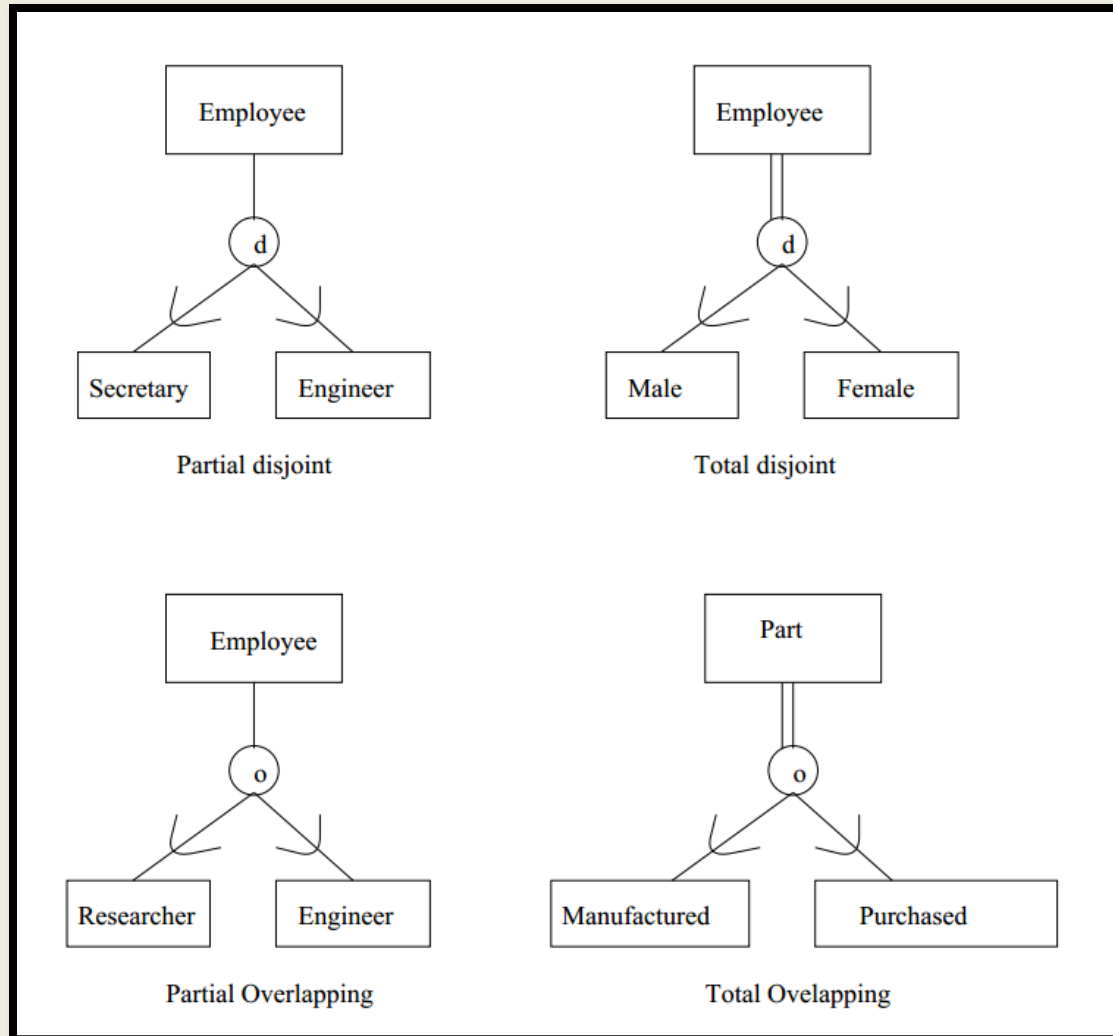 Employee
Employee
d
d
Secretary
Engineer
Male
Female
Partial disjoint
Total disjoint
Employee
Part
o
o
Researcher
Engineer
Manufactured
Purchased
Partial Overlapping
Total Ovelapping